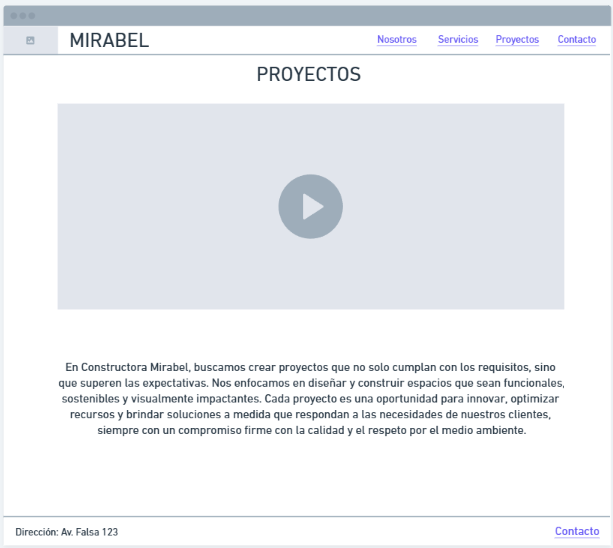 MIRABEL
Nosotros Servicios Proyectos Contacto
PROYECTOS
En Constructora Mirabel, buscamos crear proyectos que no solo cumplan con los requisitos, sino
que superen las expectativas. Nos enfocamos en diseñar y construir espacios que sean funcionales,
sostenibles y visualmente impactantes. Cada proyecto es una oportunidad para innovar, optimizar
recursos y brindar soluciones a medida que respondan a las necesidades de nuestros clientes,
siempre con un compromiso firme con la calidad y el respeto por el medio ambiente.
Dirección: Av. Falsa 123
Contacto